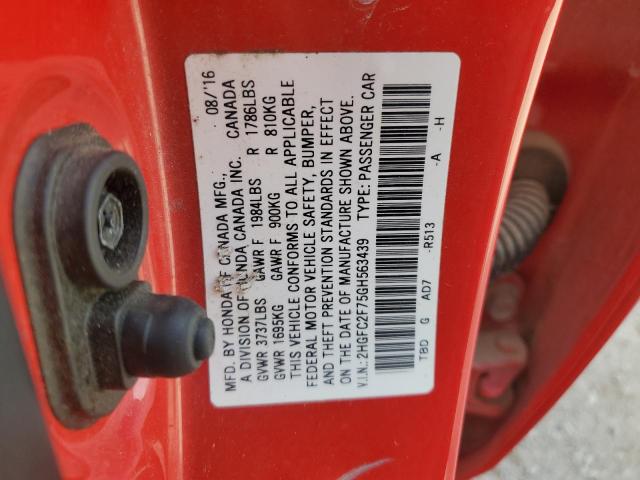 MFD. BY HONDA OF CANADA MFG., 08/'16
A DIVISION OF HONDA CANADA INC. CANADA
GVWR 3737LBS GAWR F 1984LBS R 1786LBS
GVWR 1695KG GAWR F 900KG R 810KG
THIS VEHICLE CONFORMS TO ALL APPLICABLE
FEDERAL MOTOR VEHICLE SAFETY, BUMPER,
AND THEFT PREVENTION STANDARDS IN EFFECT
ON THE DATE OF MANUFACTURE SHOWN ABOVE.
V.I.N.: 2HGFC2F75GH563439 TYPE: PASSENGER CAR
TBD G AD7 -R513 -A -H